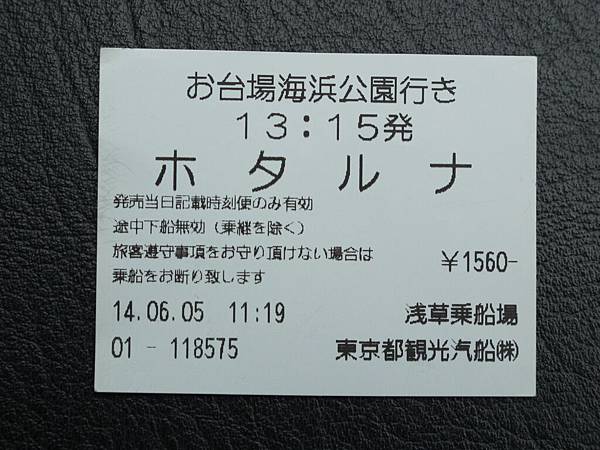 お台場海浜公園行き
13：15発
ホタルナ
発売当日記載時刻便のみ有効
途中下船無効（乗継を除く）
旅客遵守事項をお守り頂けない場合は
乗船をお断り致します
￥1560-
14.06.05 11:19 浅草乗船場
01 - 118575 東京都観光汽船㈱